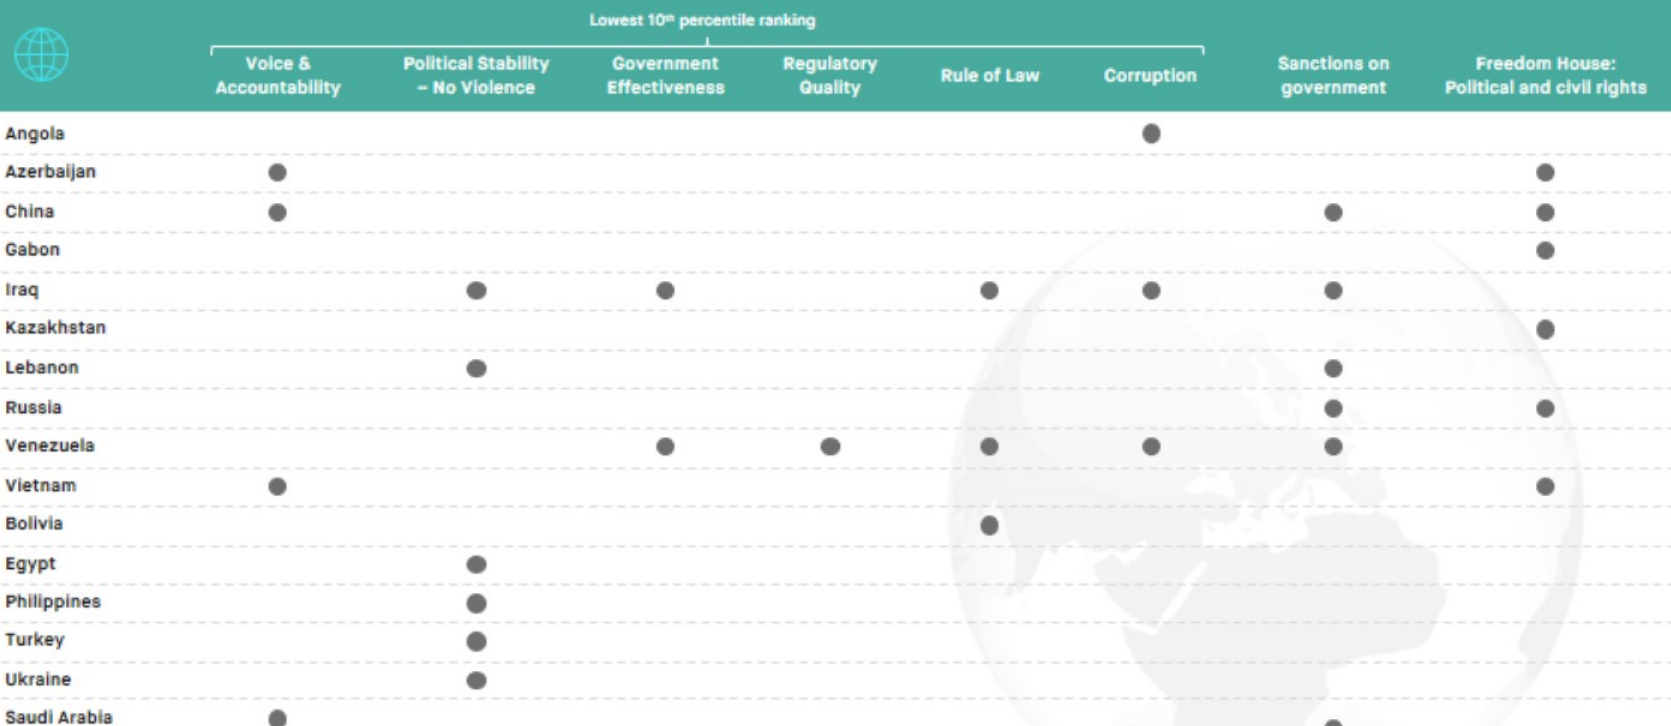 Lowest 10th percentile ranking
Voice & Accountability
Political Stability – No Violence
Government Effectiveness
Regulatory Quality
Rule of Law
Corruption
Sanctions on government
Freedom House: Political and civil rights
Angola
Azerbaijan
China
Gabon
Iraq
Kazakhstan
Lebanon
Russia
Venezuela
Vietnam
Bolivia
Egypt
Philippines
Turkey
Ukraine
Saudi Arabia